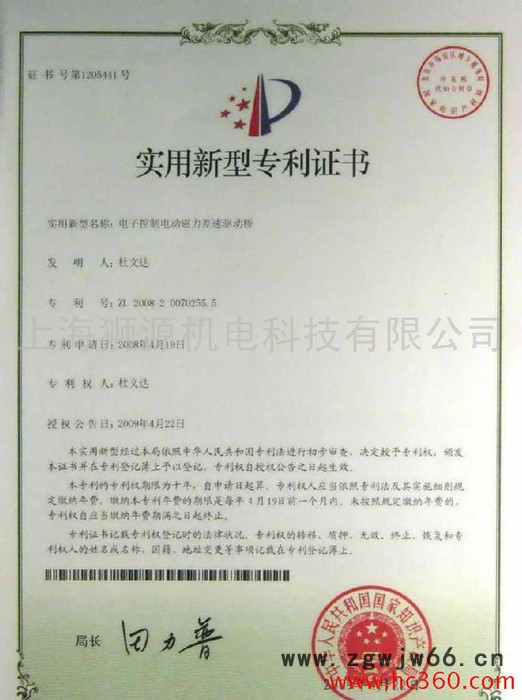 证书号第1205441号
实用新型专利证书
实用新型名称：电子控制电动磁力差速驱动桥
发 明 人：杜文达
专 利 号：ZL 2008 2 0070255.5
上海狮源机电科技有限公司
专利申请日：2008年4月19日
专 利 权 人：杜文达
授权公告日：2009年4月22日
本实用新型经过本局依照中华人民共和国专利法进行初步审查，决定授予专利权，颁发
本证书并在专利登记簿上予以登记。专利权自授权公告之日起生效。
本专利的专利权期限为十年，自申请日起算。专利权人应当依照专利法及其实施细则规
定缴纳年费。缴纳本专利年费的期限是每年4月19日前一个月内。未按照规定缴纳年费的，
专利权自应当缴纳年费期满之日起终止。
专利证书记载专利权登记时的法律状况。专利权的转移、质押、无效、终止、恢复和专
利权人的姓名或名称、国籍、地址变更等事项记载在专利登记簿上。
局长 田力普
中华人民共和国国家知识产权局
www.zgwjw66.cn
www.hc360.com